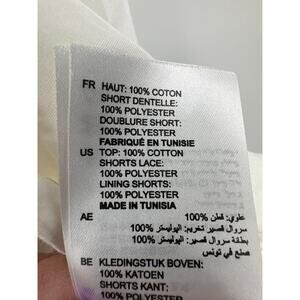 FR HAUT: 100% COTON
SHORT DENTELLE:
100% POLYESTER
DOUBLURE SHORT:
100% POLYESTER
FABRIQUÉ EN TUNISIE
US TOP: 100% COTTON
SHORTS LACE:
100% POLYESTER
LINING SHORTS:
100% POLYESTER
MADE IN TUNISIA
AE علوي: قطن 100%
سروال قصير تخريم: البوليستر 100%
بطانة سروال قصير: البوليستر 100%
صنع في تونس
BE KLEDINGSTUK BOVEN:
100% KATOEN
SHORTS KANT:
100% POLYESTER